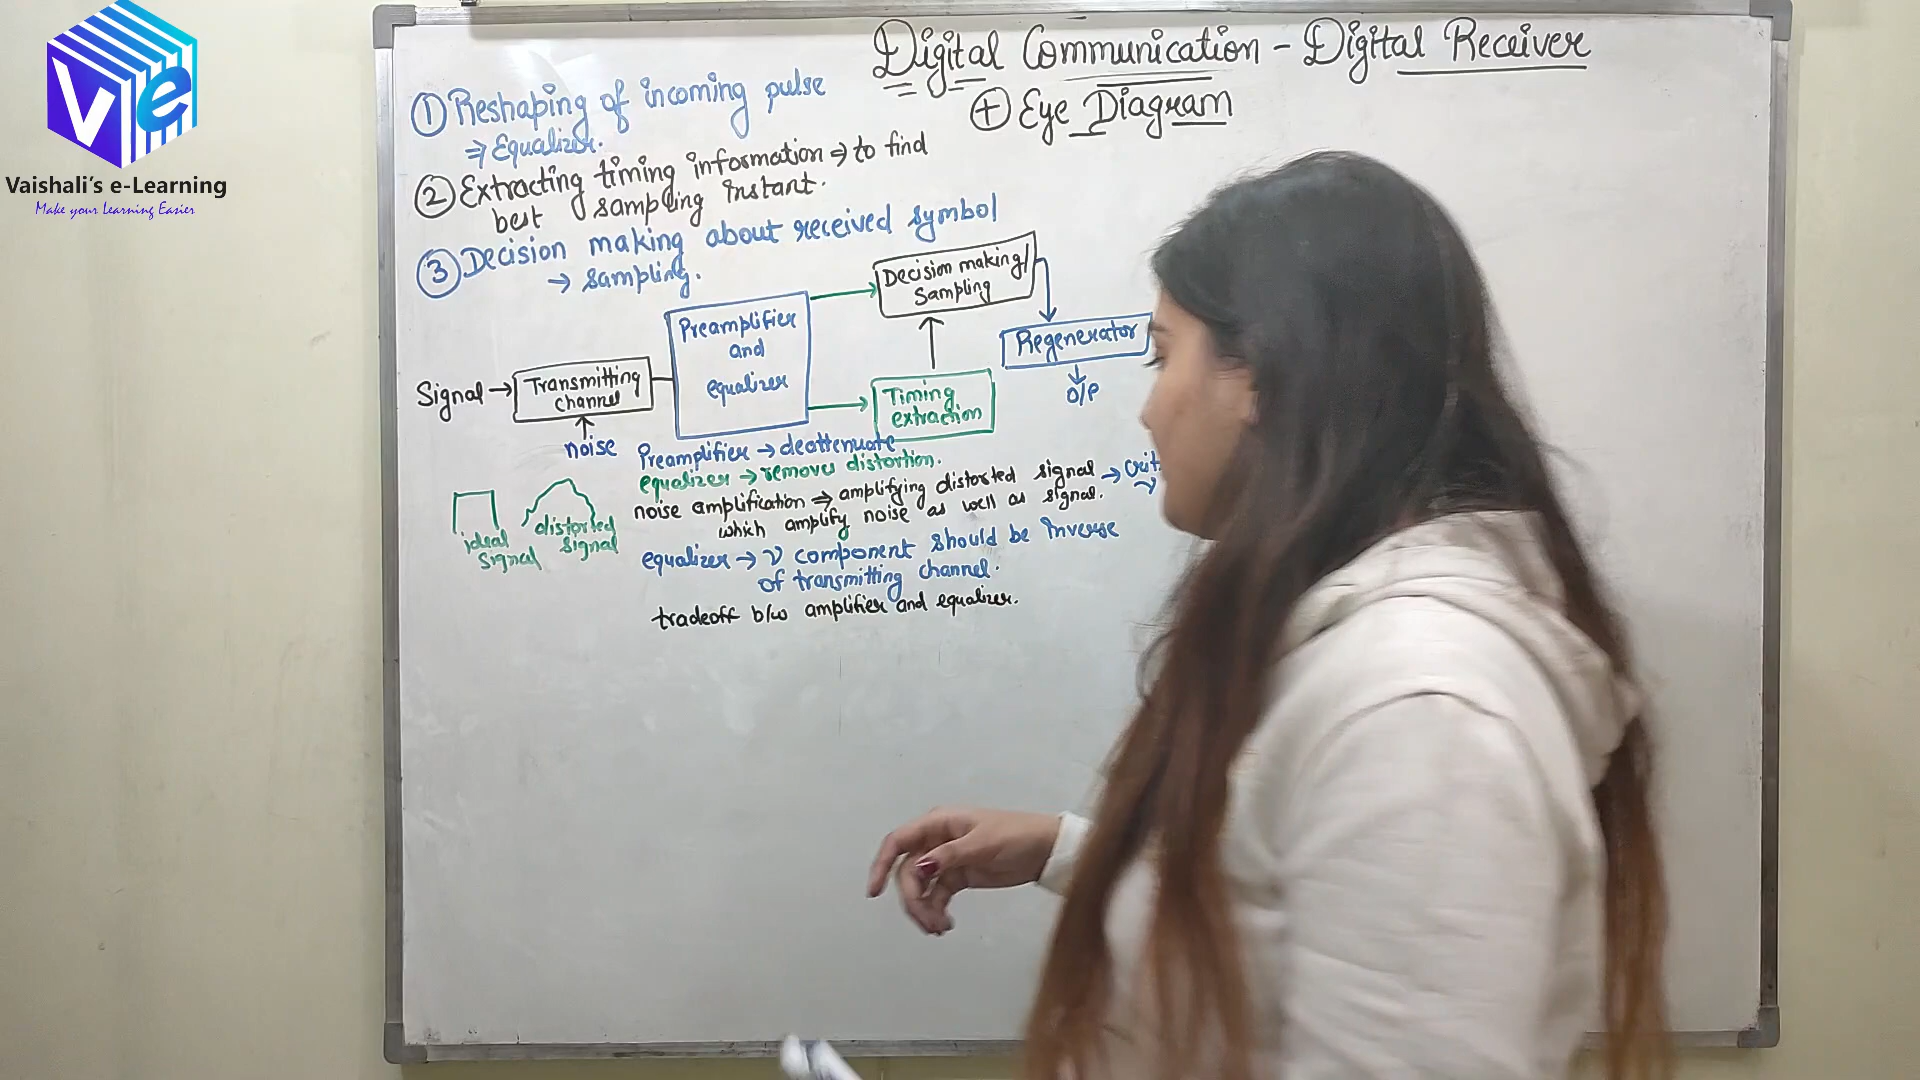 Ve
Vaishali's e-Learning
Make your Learning Easier
Digital Communication - Digital Receiver
+ Eye Diagram
1 Reshaping of incoming pulse
⇒ Equalizer.
2 Extracting timing information ⇒ to find
best sampling instant.
3 Decision making about received symbol
→ sampling.
Signal →
Transmitting
channel
noise
Preamplifier
and
equalizer
Decision making/
Sampling
Timing
extraction
Regenerator
O/P
ideal
signal
distorted
signal
Preamplifier → deattenuate
equalizer → removes distortion.
noise amplification ⇒ amplifying distorted signal →
which amplify noise as well as signal.
equalizer → ν component should be inverse
of transmitting channel.
tradeoff b/w amplifier and equalizer.